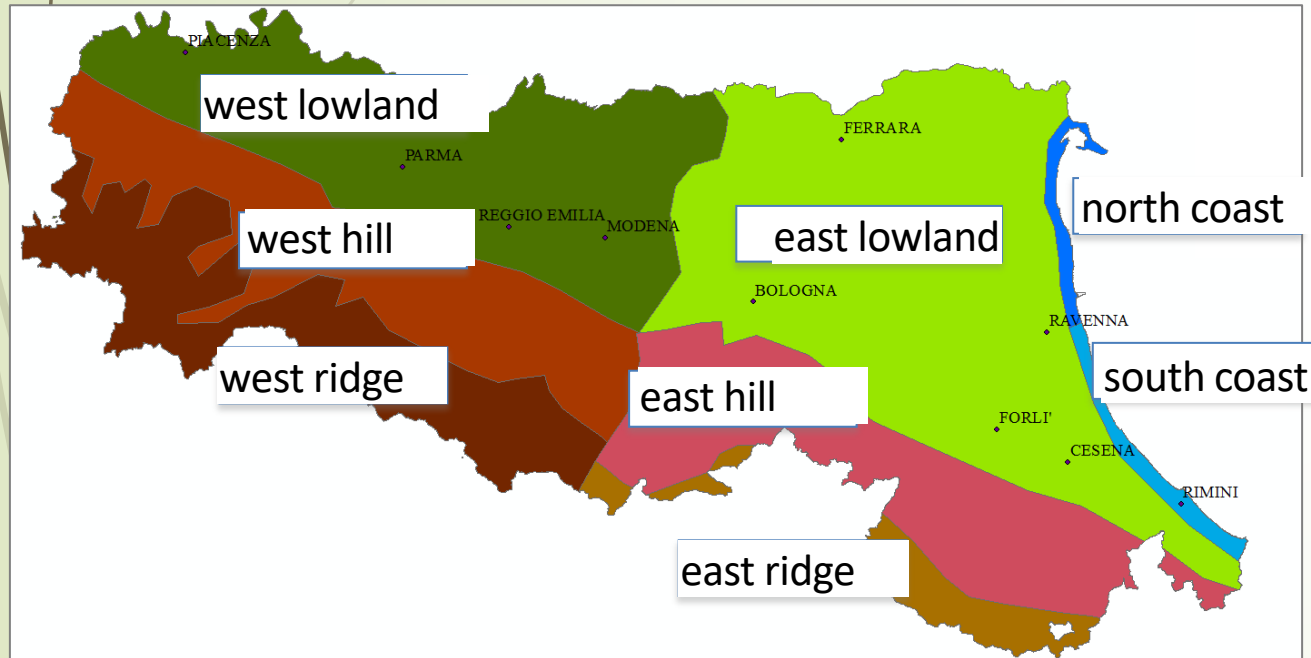 PIACENZA
west lowland
FERRARA
PARMA
north coast
REGGIO EMILIA
MODENA
west hill
east lowland
BOLOGNA
RAVENNA
west ridge
south coast
east hill
FORLI'
CESENA
RIMINI
east ridge